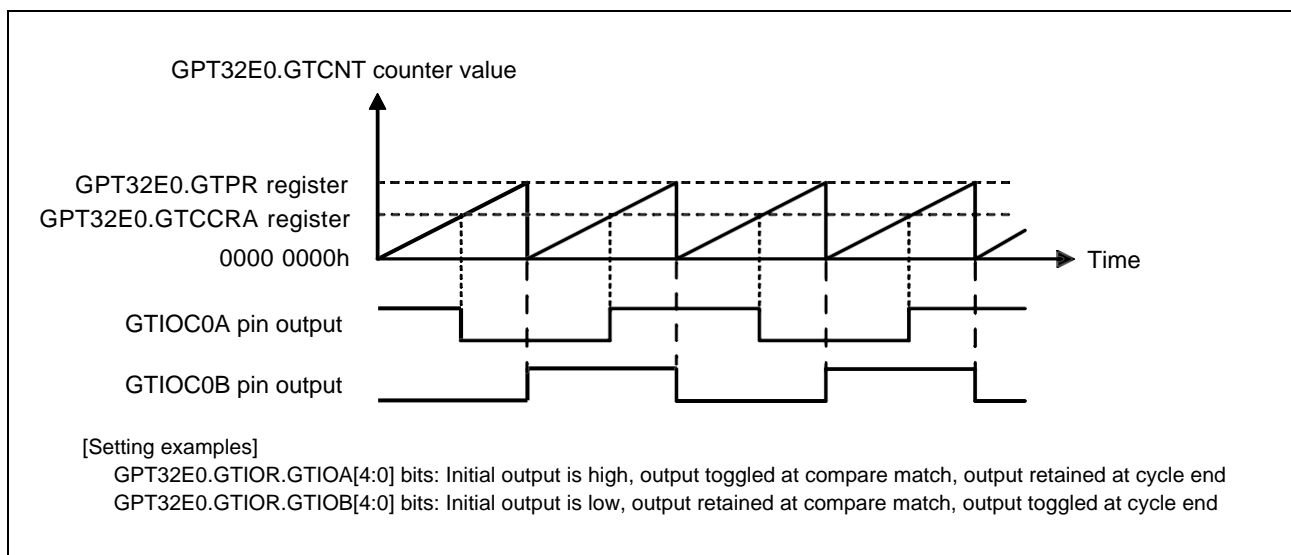 GPT32E0.GTCNT counter value
GPT32E0.GTPR register
GPT32E0.GTCCRA register
0000 0000h
Time
GTIOC0A pin output
GTIOC0B pin output
[Setting examples]
GPT32E0.GTIOR.GTIOA[4:0] bits: Initial output is high, output toggled at compare match, output retained at cycle end
GPT32E0.GTIOR.GTIOB[4:0] bits: Initial output is low, output retained at compare match, output toggled at cycle end